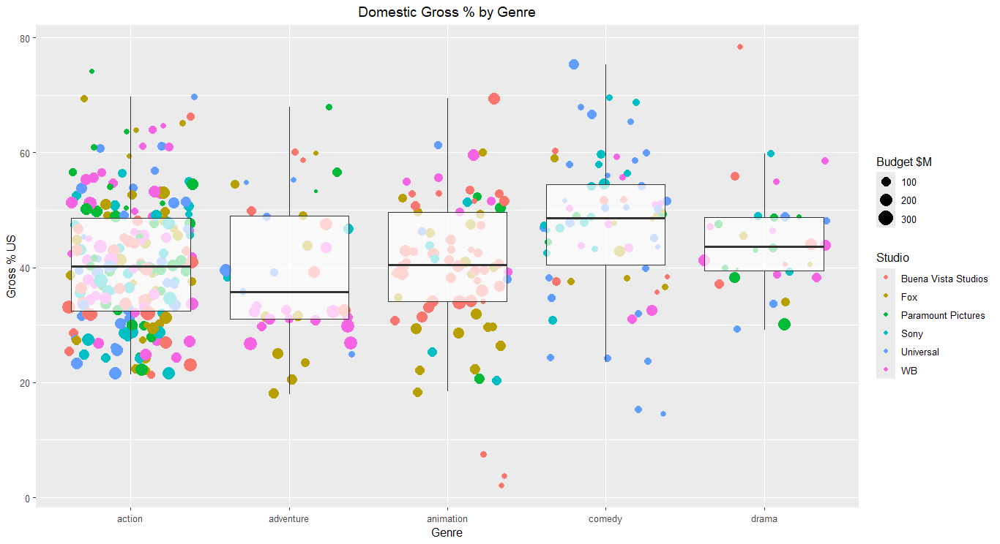 Domestic Gross % by Genre
Gross % US
80
60
40
20
0
action adventure animation comedy drama
Genre
Budget $M
100
200
300
Studio
Buena Vista Studios
Fox
Paramount Pictures
Sony
Universal
WB